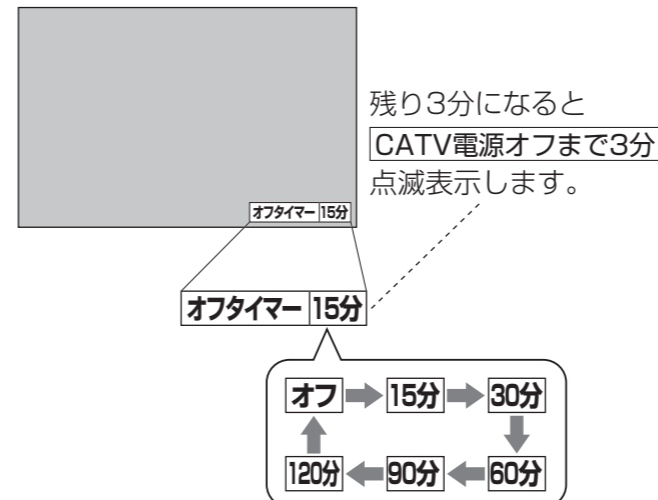 残り3分になると
CATV電源オフまで3分
点滅表示します。
オフタイマー 15分
オフタイマー 15分
オフ 15分 30分
120分 90分 60分